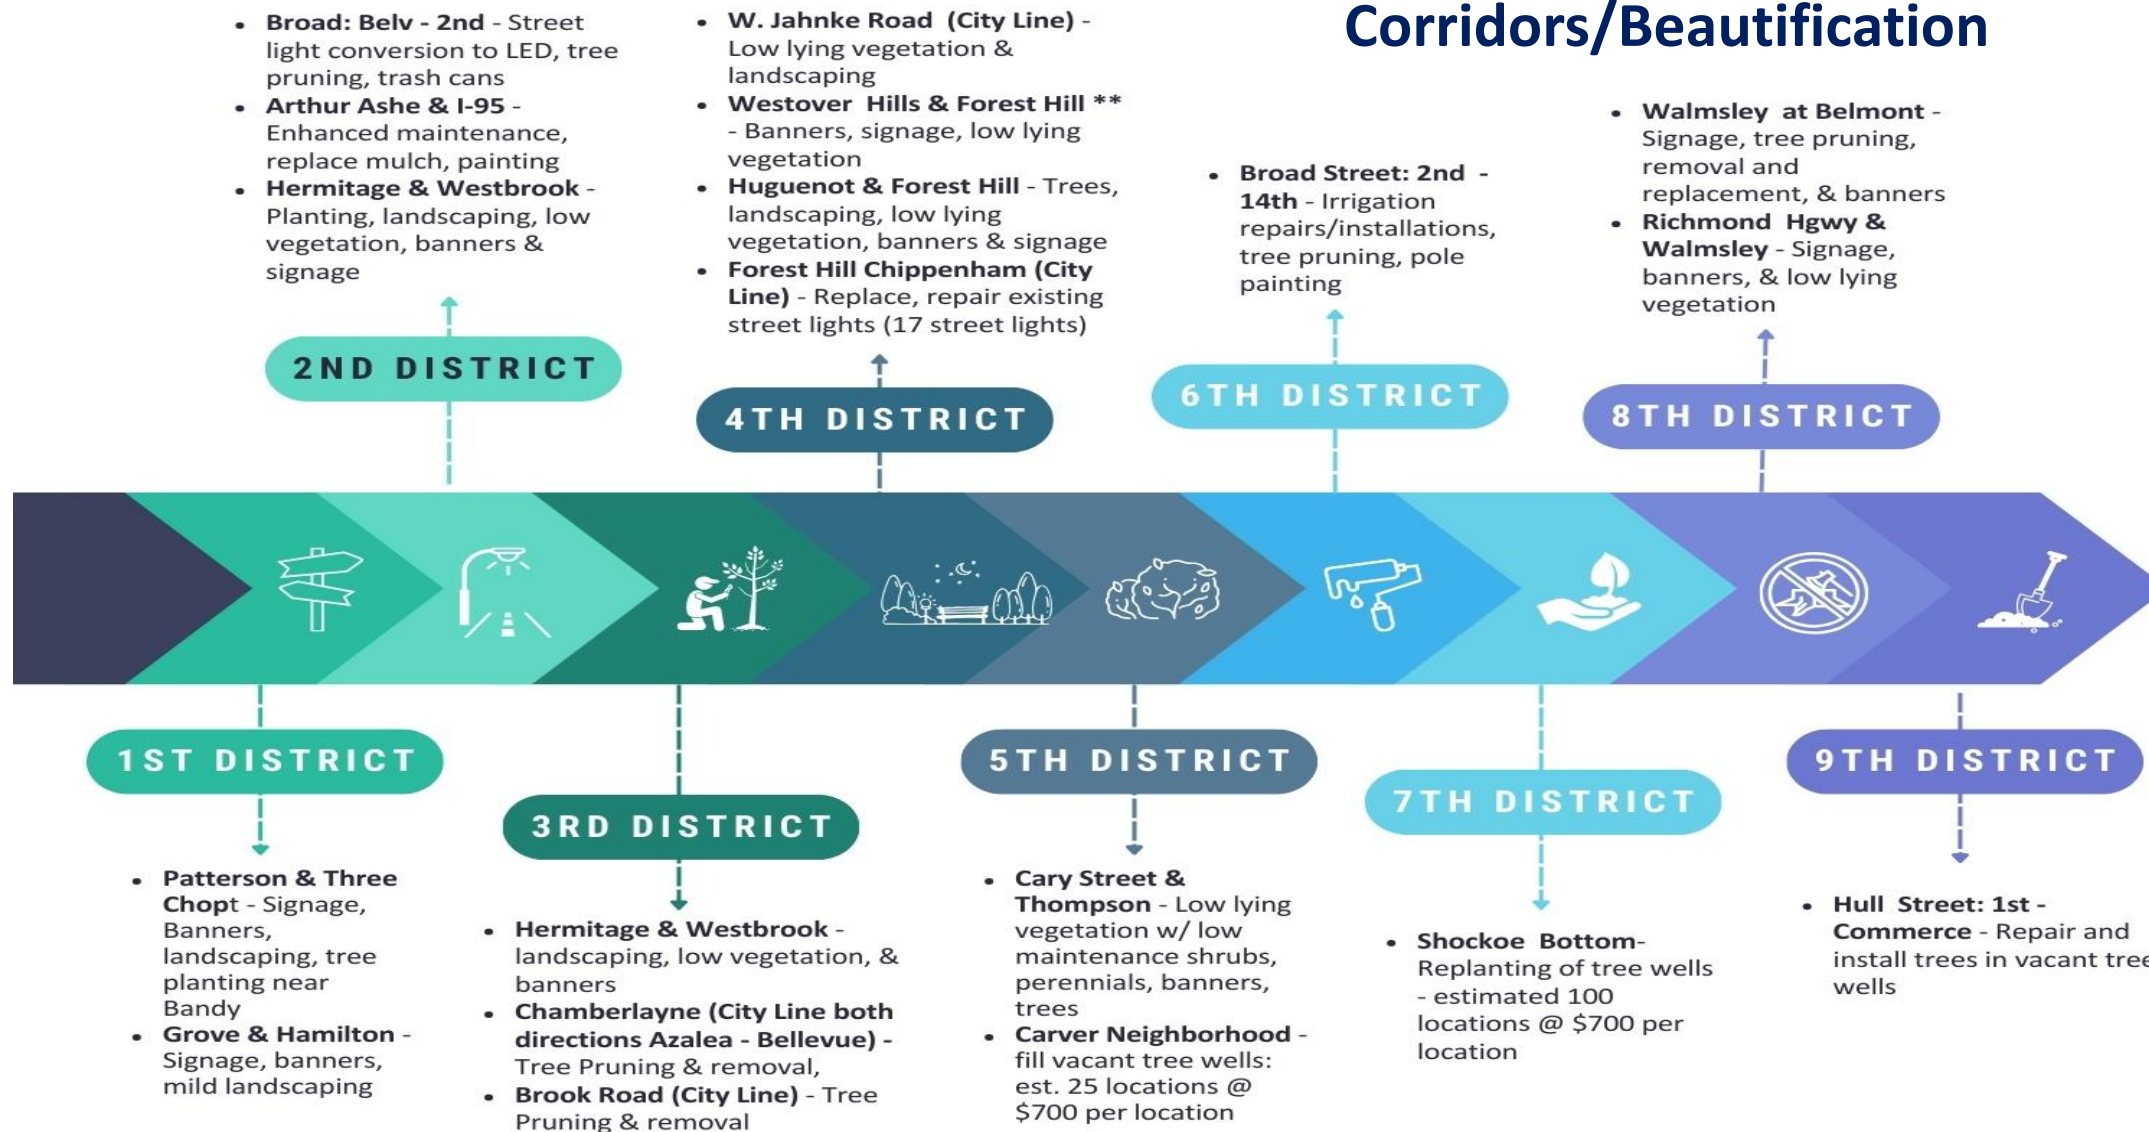 Corridors/Beautification
• Broad: Belv - 2nd - Street
light conversion to LED, tree
pruning, trash cans
• Arthur Ashe & I-95 -
Enhanced maintenance,
replace mulch, painting
• Hermitage & Westbrook -
Planting, landscaping, low
vegetation, banners &
signage
2ND DISTRICT
• W. Jahnke Road (City Line) -
Low lying vegetation &
landscaping
• Westover Hills & Forest Hill **
- Banners, signage, low lying
vegetation
• Huguenot & Forest Hill - Trees,
landscaping, low lying
vegetation, banners & signage
• Forest Hill Chippenham (City
Line) - Replace, repair existing
street lights (17 street lights)
4TH DISTRICT
• Broad Street: 2nd -
14th - Irrigation
repairs/installations,
tree pruning, pole
painting
6TH DISTRICT
• Walmsley at Belmont -
Signage, tree pruning,
removal and
replacement, & banners
• Richmond Hgwy &
Walmsley - Signage,
banners, & low lying
vegetation
8TH DISTRICT
1ST DISTRICT
• Patterson & Three
Chopt - Signage,
Banners,
landscaping, tree
planting near
Bandy
• Grove & Hamilton -
Signage, banners,
mild landscaping
3RD DISTRICT
• Hermitage & Westbrook -
landscaping, low vegetation, &
banners
• Chamberlayne (City Line both
directions Azalea - Bellevue) -
Tree Pruning & removal,
• Brook Road (City Line) - Tree
Pruning & removal
5TH DISTRICT
• Cary Street &
Thompson - Low lying
vegetation w/ low
maintenance shrubs,
perennials, banners,
trees
• Carver Neighborhood -
fill vacant tree wells:
est. 25 locations @
$700 per location
7TH DISTRICT
• Shockoe Bottom-
Replanting of tree wells
- estimated 100
locations @ $700 per
location
9TH DISTRICT
• Hull Street: 1st -
Commerce - Repair and
install trees in vacant tree
wells